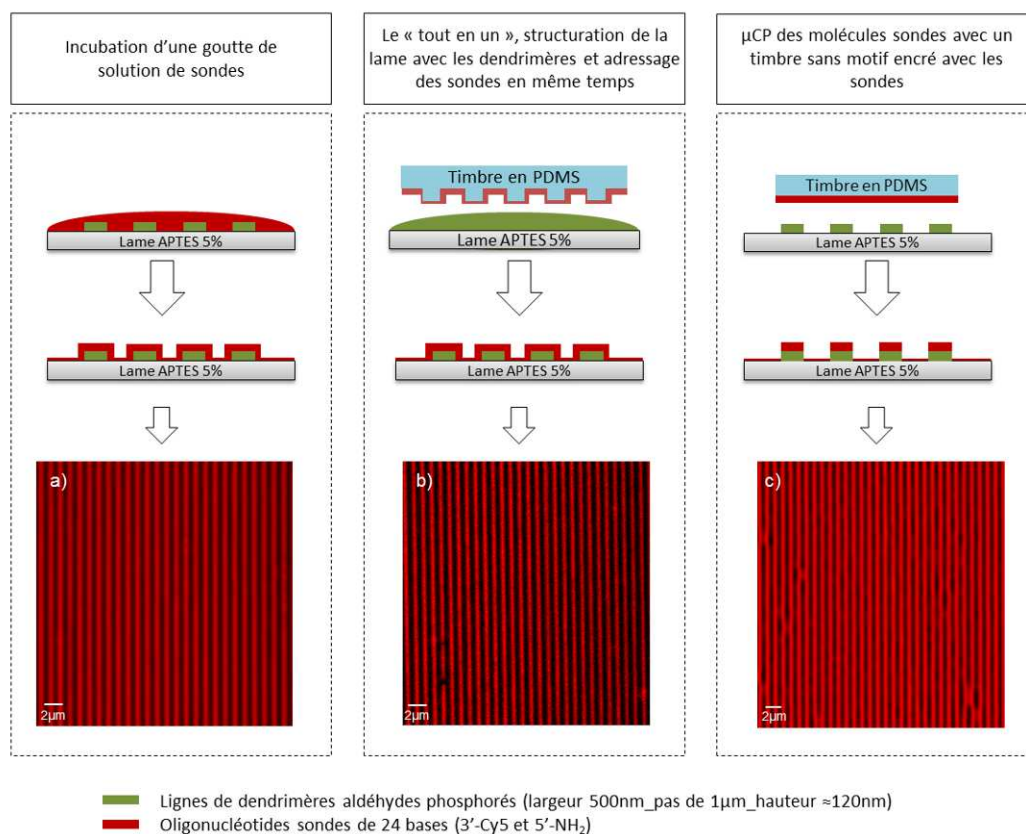 Incubation d’une goutte de
solution de sondes
Le « tout en un », structuration de la
lame avec les dendrimères et adressage
des sondes en même temps
µCP des molécules sondes avec un
timbre sans motif encré avec les
sondes
Lame APTES 5%
Lame APTES 5%
a)
2µm
Timbre en PDMS
Lame APTES 5%
Lame APTES 5%
b)
2µm
Timbre en PDMS
Lame APTES 5%
Lame APTES 5%
c)
2µm
Lignes de dendrimères aldéhydes phosphorés (largeur 500nm_pas de 1µm_hauteur ≈120nm)
Oligonucléotides sondes de 24 bases (3’-Cy5 et 5’-NH₂)